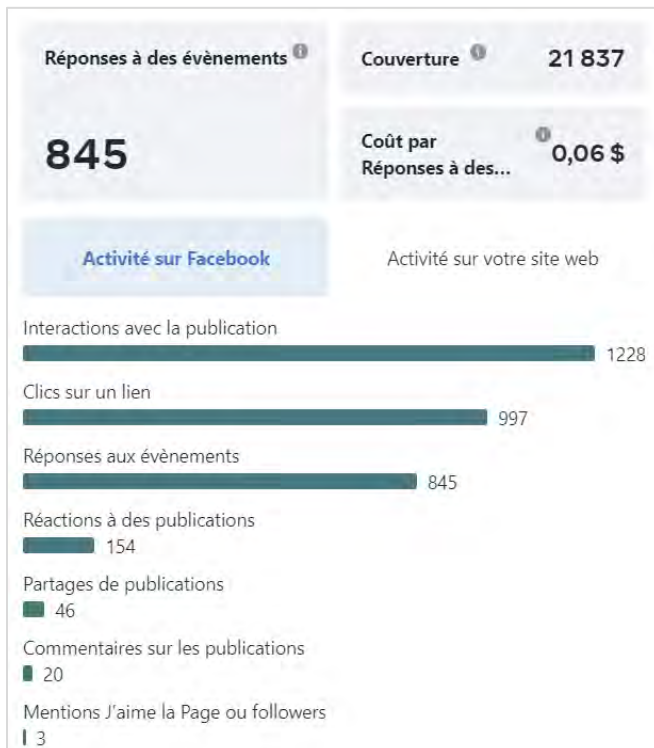 Réponses à des évènements
845
Couverture 21 837
Coût par
Réponses à des... 0,06 $
Activité sur Facebook
Activité sur votre site web
Interactions avec la publication
1228
Clics sur un lien
997
Réponses aux évènements
845
Réactions à des publications
154
Partages de publications
46
Commentaires sur les publications
20
Mentions J'aime la Page ou followers
3